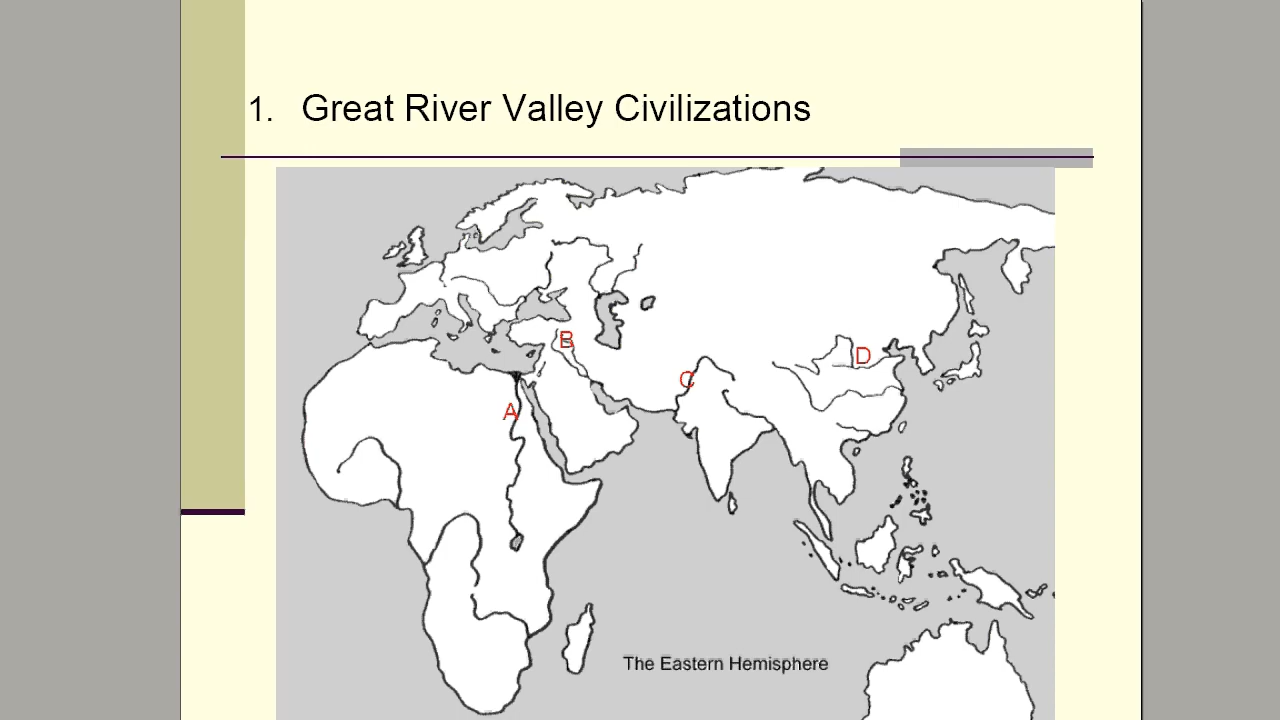 1. Great River Valley Civilizations
B
D
C
A
The Eastern Hemisphere